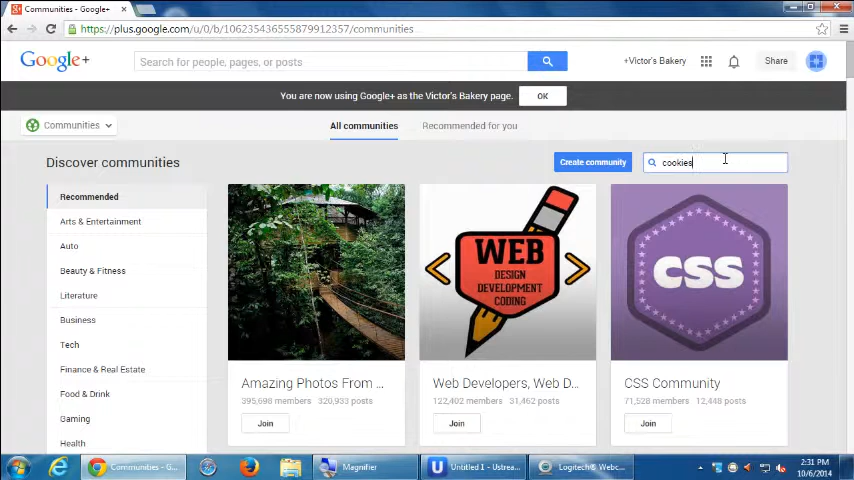 Communities - Google+
https://plus.google.com/u/0/b/106235436555879912357/communities
Google+
Search for people, pages, or posts
+Victor's Bakery
Share
You are now using Google+ as the Victor's Bakery page.
OK
Communities
All communities
Recommended for you
Discover communities
Create community
cookies
Recommended
Arts & Entertainment
Auto
Beauty & Fitness
Literature
Business
Tech
Finance & Real Estate
Food & Drink
Gaming
Health
WEB
DESIGN
DEVELOPMENT
CODING
CSS
Amazing Photos From ...
395,698 members 320,933 posts
Join
Web Developers, Web D...
122,402 members 31,462 posts
Join
CSS Community
71,528 members 12,448 posts
Join
Communities - G...
Magnifier
Untitled 1 - Ustrea...
Logitech® Webc...
2:31 PM
10/6/2014